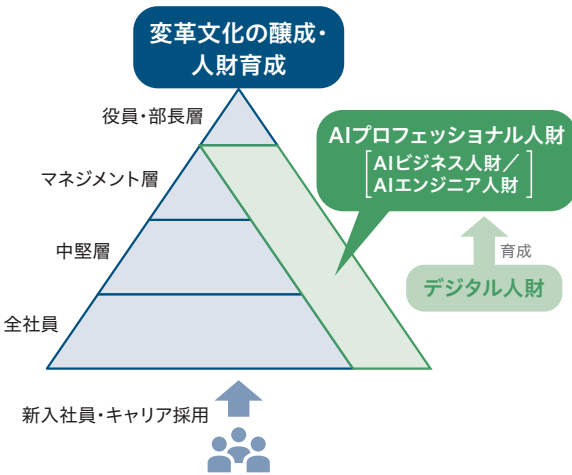 変革文化の醸成・
人財育成
役員・部長層
マネジメント層
中堅層
全社員
新入社員・キャリア採用
AIプロフェッショナル人財
[AIビジネス人財／
AIエンジニア人財]
育成
デジタル人財